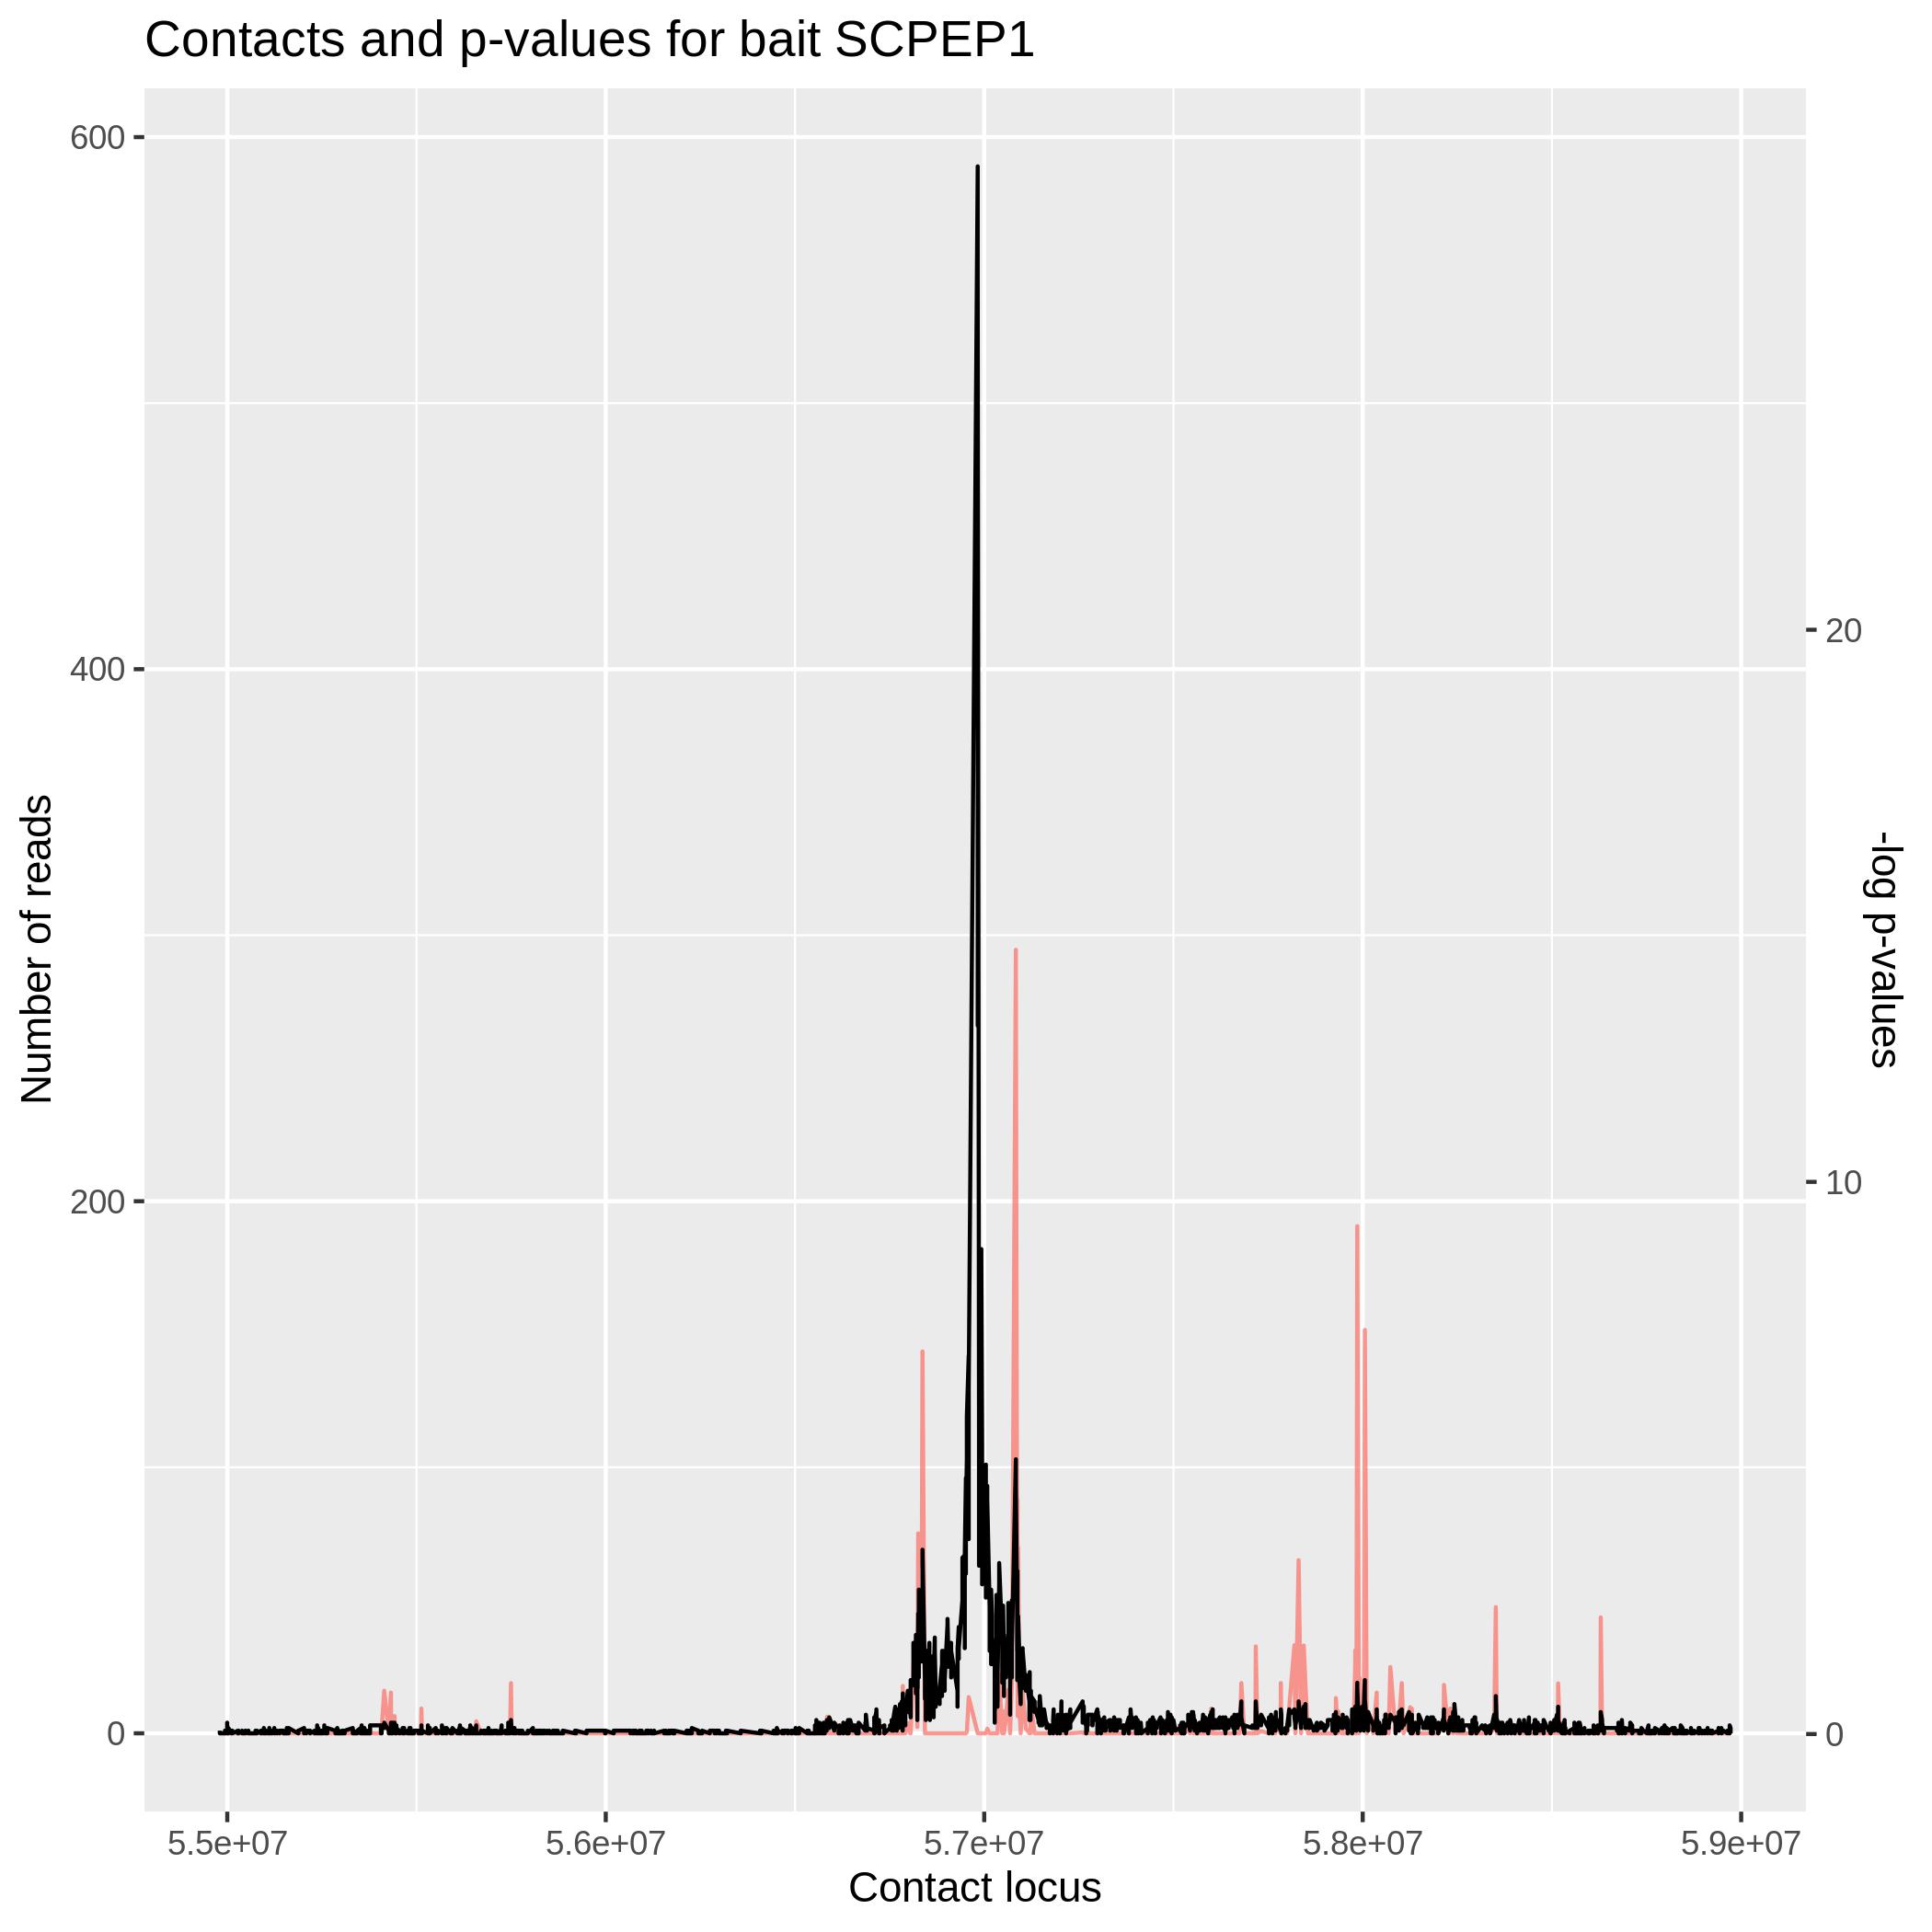 Contacts and p-values for bait SCPEP1
600
400
200
0
Number of reads
20
10
0
-log p-values
5.5e+07 5.6e+07 5.7e+07 5.8e+07 5.9e+07
Contact locus